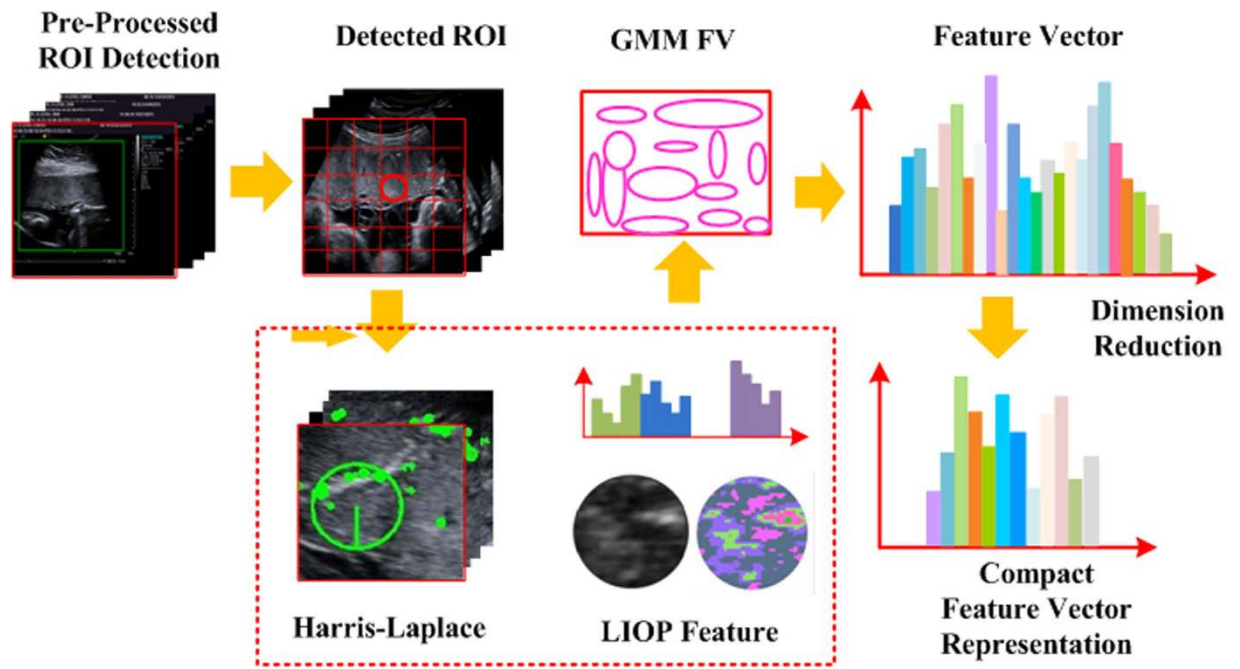 Pre-Processed
ROI Detection
Detected ROI
GMM FV
Feature Vector
Dimension
Reduction
Harris-Laplace
LIOP Feature
Compact
Feature Vector
Representation